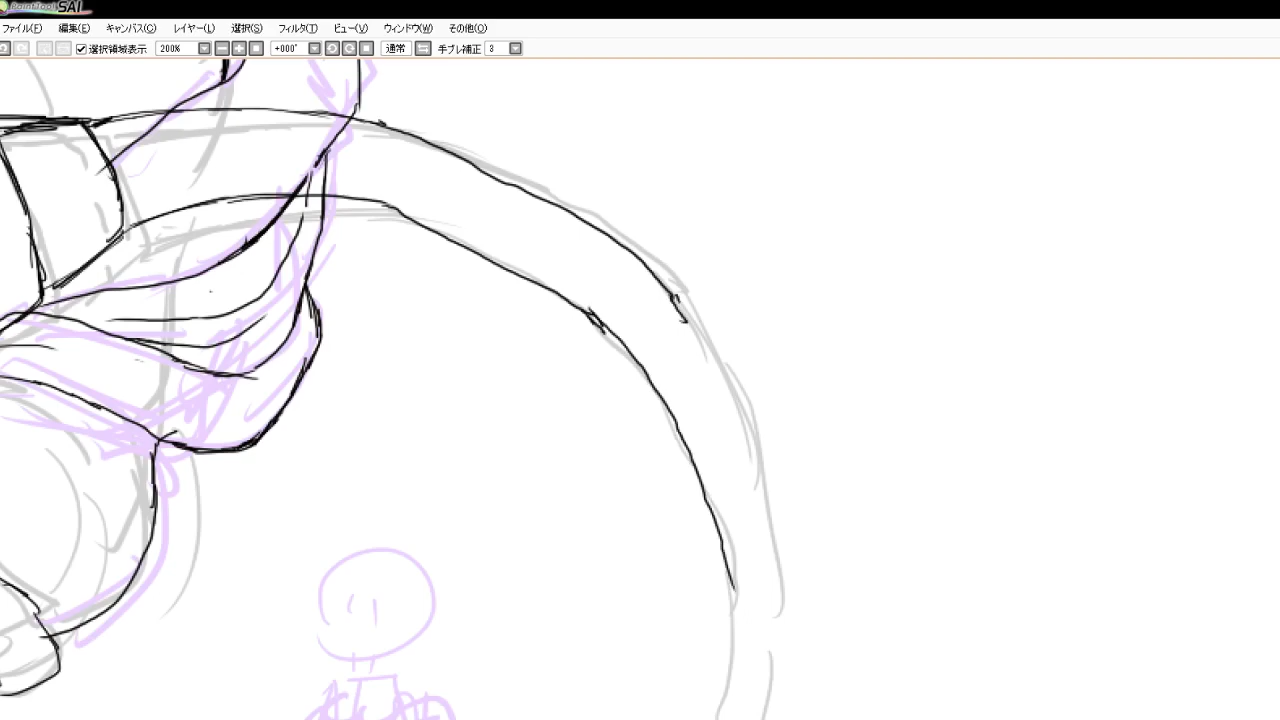 PaintTool SAI
ファイル(F) 編集(E) キャンバス(C) レイヤー(L) 選択(S) フィルタ(T) ビュー(V) ウィンドウ(W) その他(O)
選択領域表示 200% +000° 通常 手ブレ補正 3